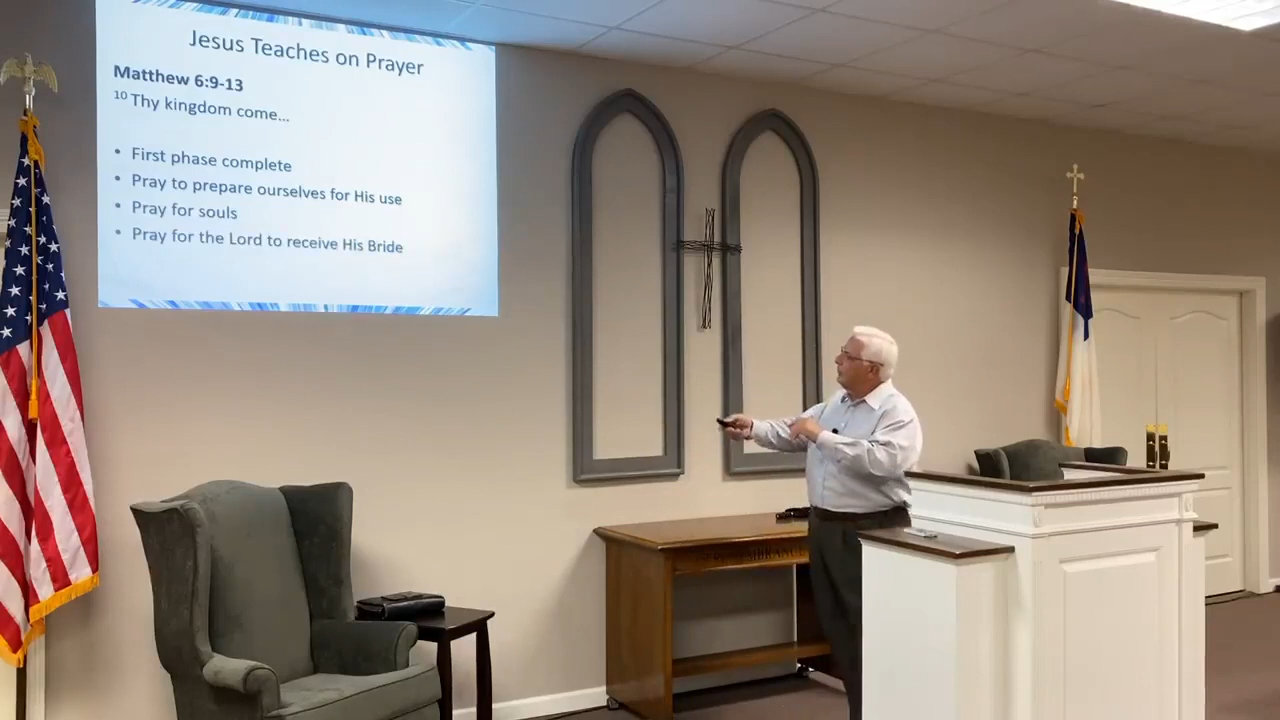 Jesus Teaches on Prayer
Matthew 6:9-13
10 Thy kingdom come…
• First phase complete
• Pray to prepare ourselves for His use
• Pray for souls
• Pray for the Lord to receive His Bride